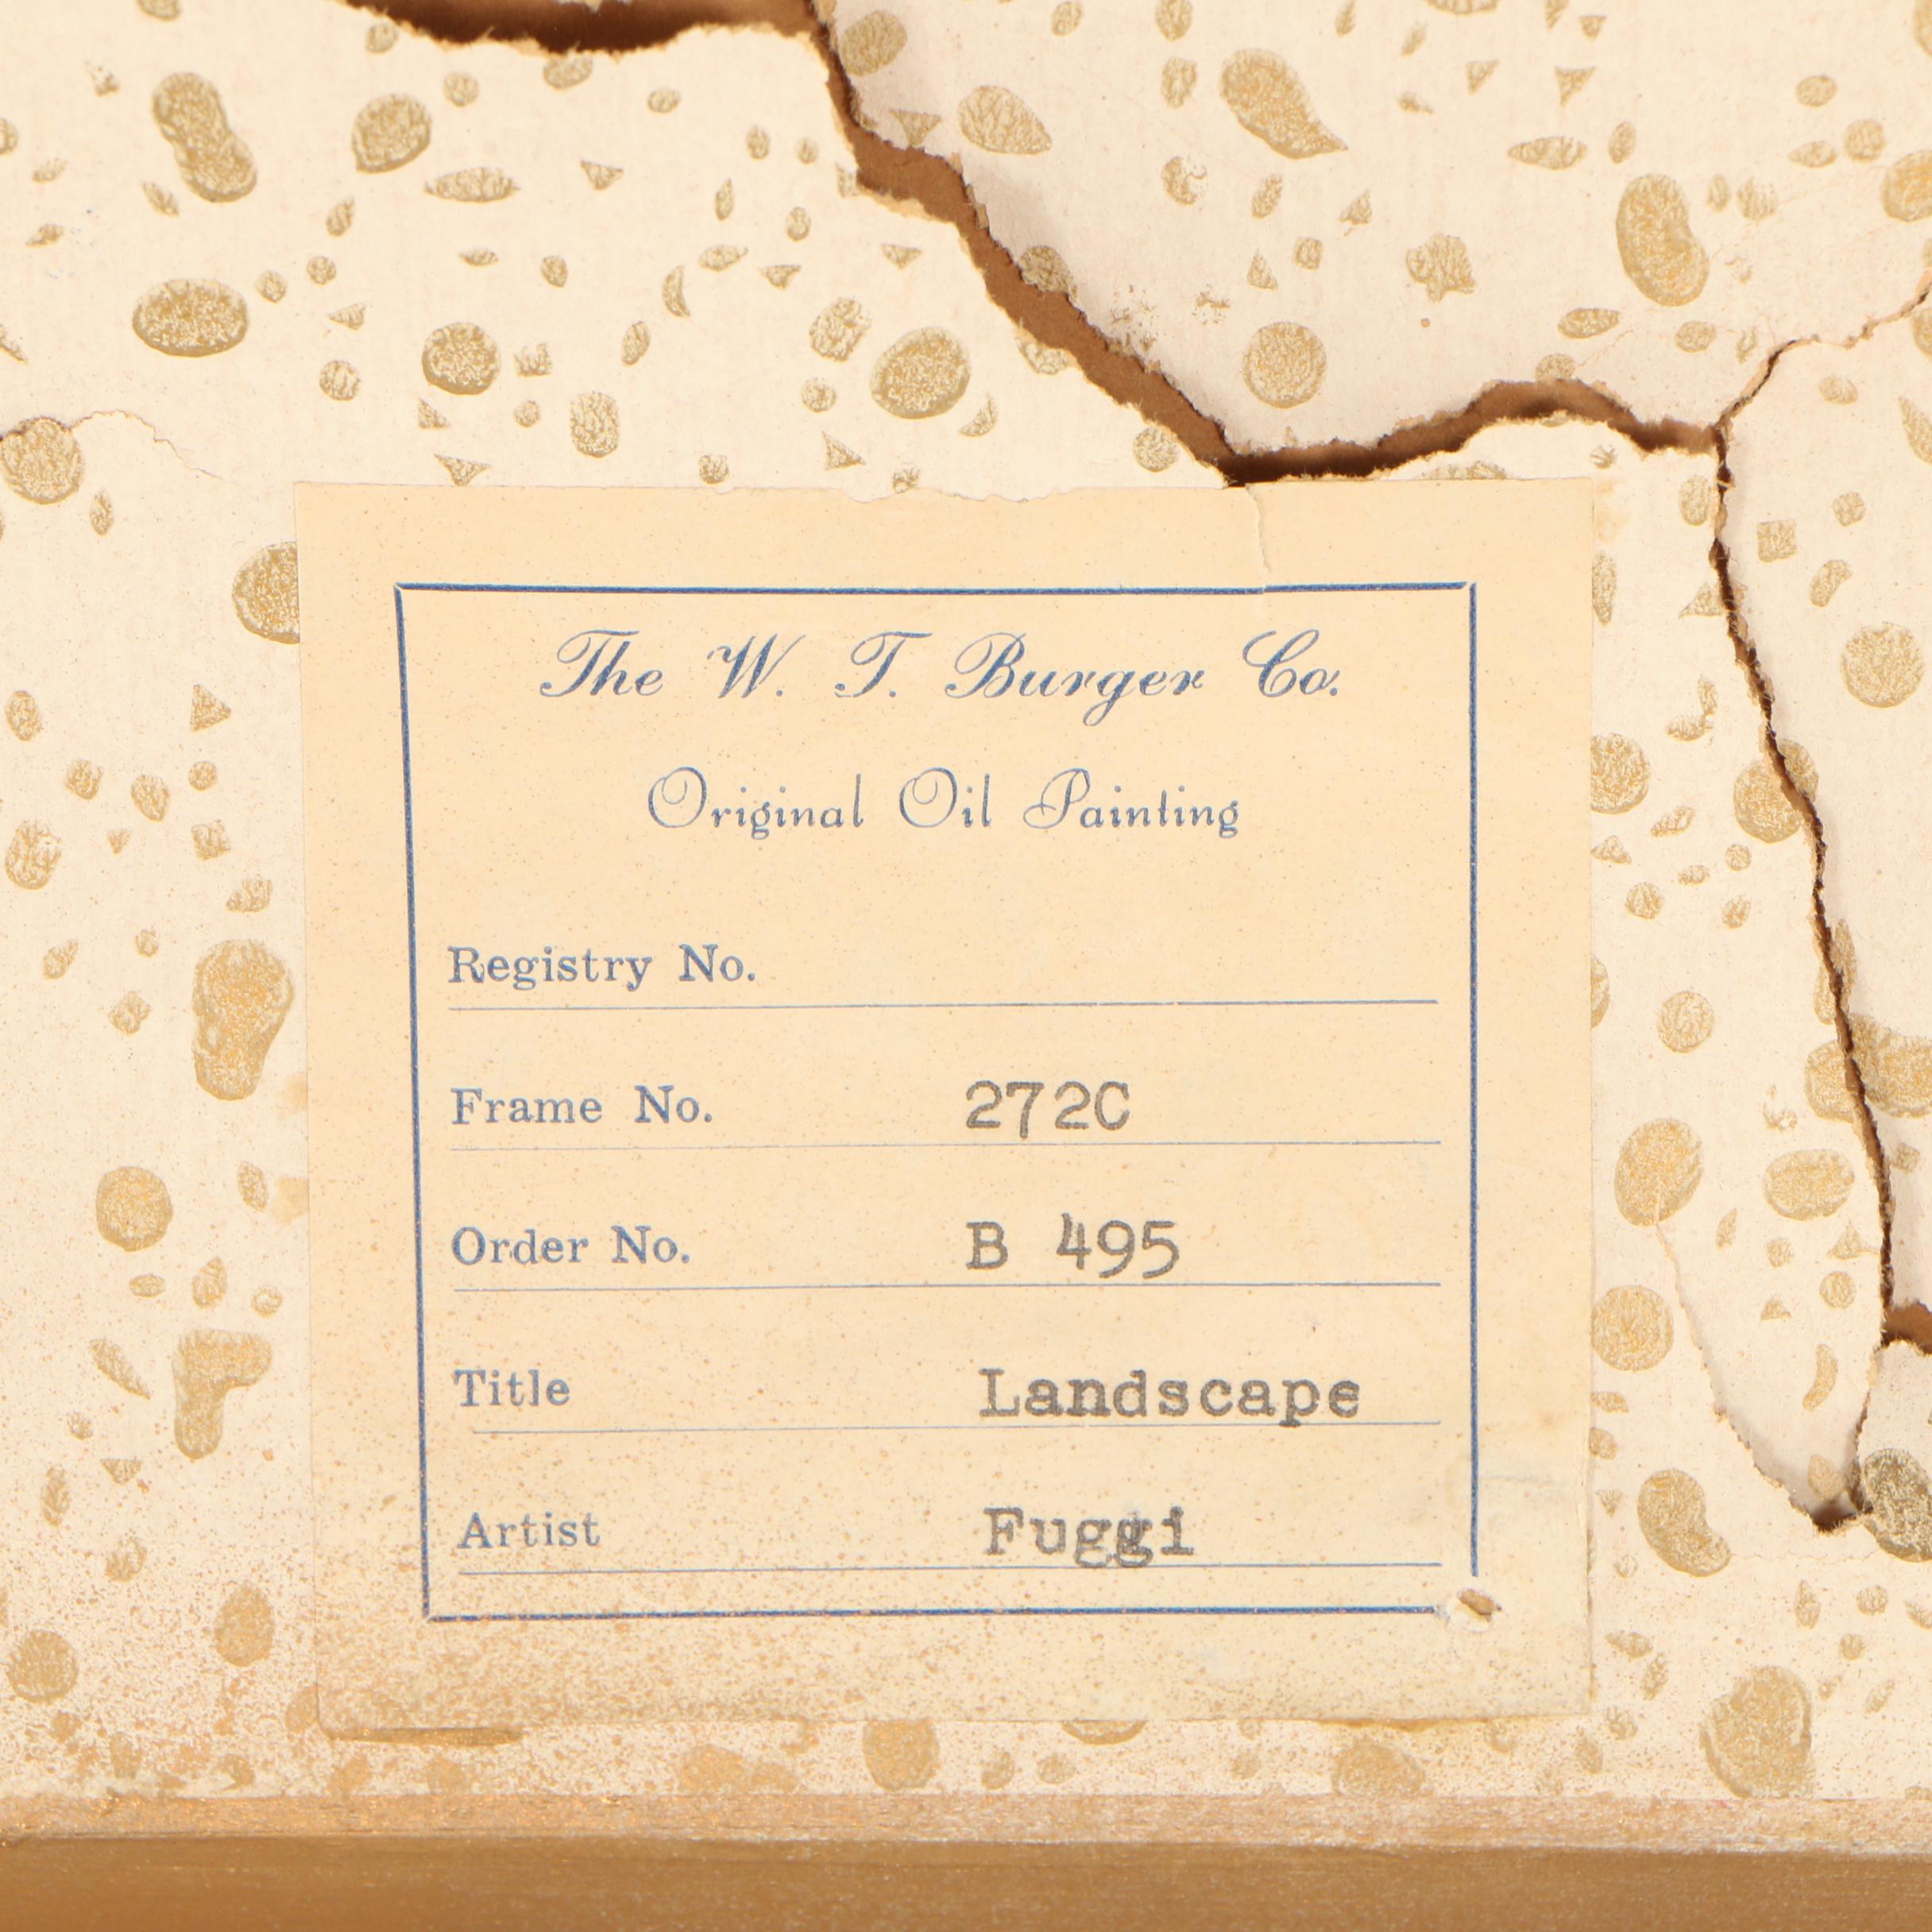 The W. T. Burger Co.
Original Oil Painting
Registry No.
Frame No. 272C
Order No. B 495
Title Landscape
Artist Fuggi